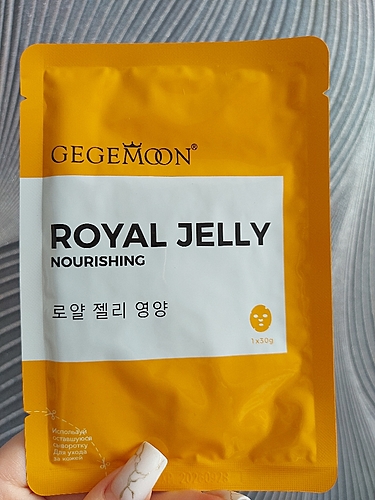 GEGEMOON®
ROYAL JELLY
NOURISHING
로얄 젤리 영양
1x30g
Используй
оставшуюся
сыворотку
Для ухода
за кожей